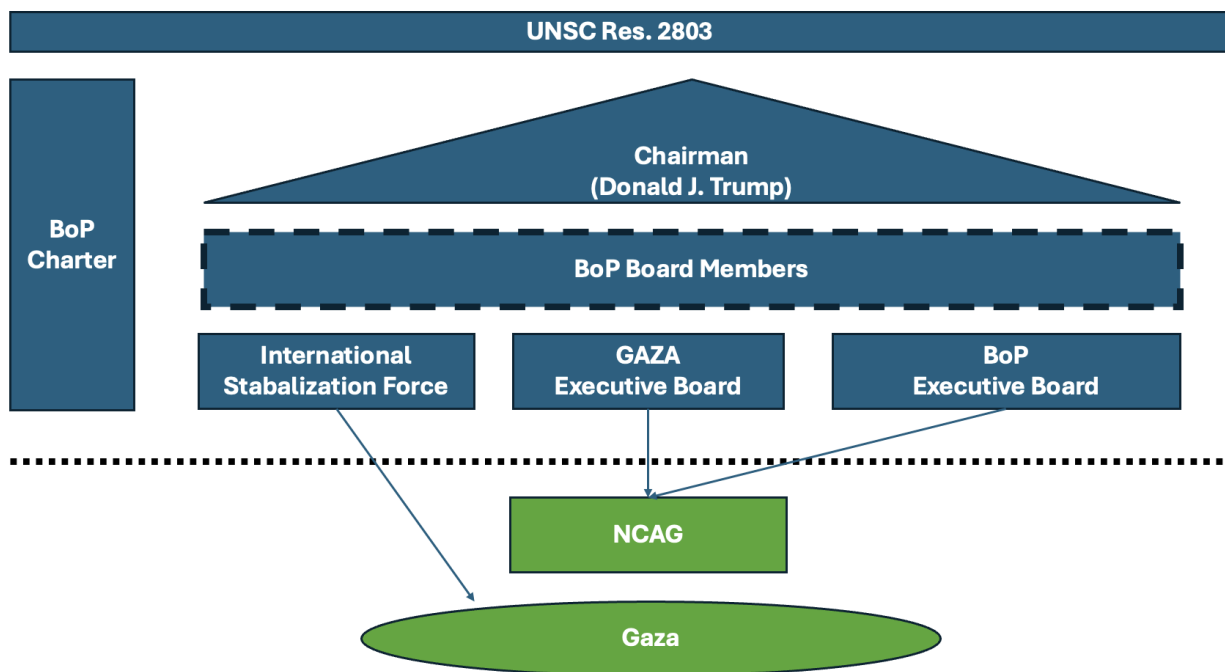 UNSC Res. 2803
BoP
Charter
Chairman
(Donald J. Trump)
BoP Board Members
International
Stabalization Force
GAZA
Executive Board
BoP
Executive Board
NCAG
Gaza